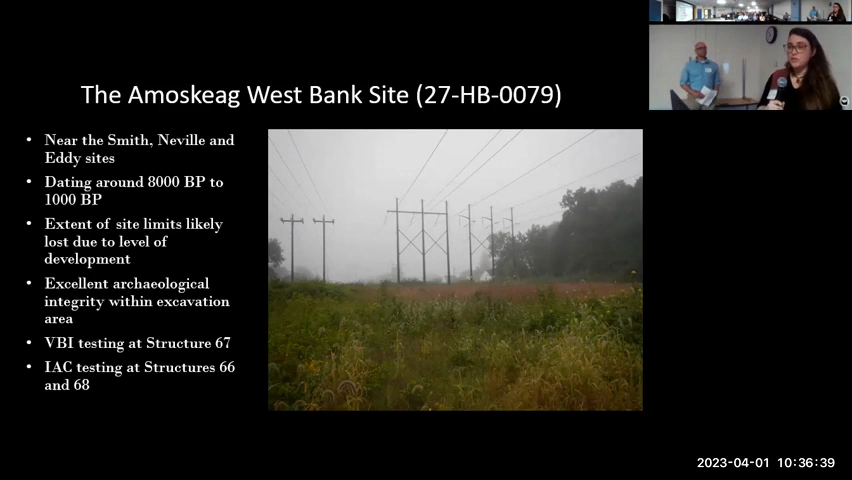 The Amoskeag West Bank Site (27-HB-0079)
• Near the Smith, Neville and
Eddy sites
• Dating around 8000 BP to
1000 BP
• Extent of site limits likely
lost due to level of
development
• Excellent archaeological
integrity within excavation
area
• VBI testing at Structure 67
• IAC testing at Structures 66
and 68
2023-04-01 10:36:39